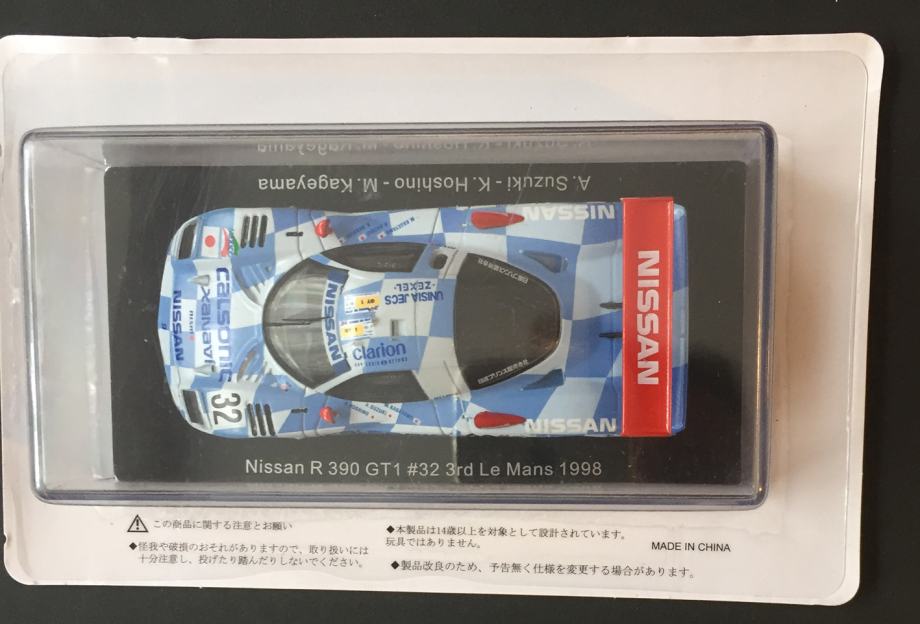 A. Suzuki - K. Hoshino - M. Kageyama
NISSAN
NISSAN
NISSAN
NISSAN
calsonic
xanavi
32
NISSAN
UNISIA JECS
-ZEXEL-
clarion
NISSAN
Nissan R 390 GT1 #32 3rd Le Mans 1998
この商品に関する注意とお願い
◆怪我や破損のおそれがありますので、取り扱いには
十分注意し、投げたり踏んだりしないでください。
◆本製品は14歳以上を対象として設計されています。
玩具ではありません。
◆製品改良のため、予告無く仕様を変更する場合があります。
MADE IN CHINA